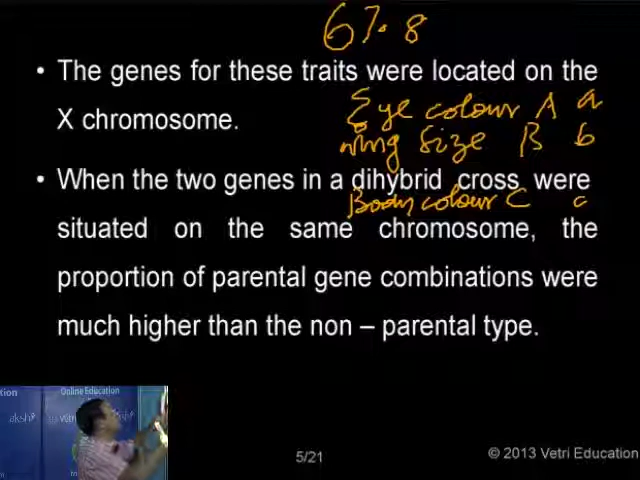 67.8
• The genes for these traits were located on the
Eye colour A a
X chromosome.
wing Size B b
• When the two genes in a dihybrid cross were
Body colour C c
situated on the same chromosome, the
proportion of parental gene combinations were
much higher than the non – parental type.
Online Education
5/21
© 2013 Vetri Education